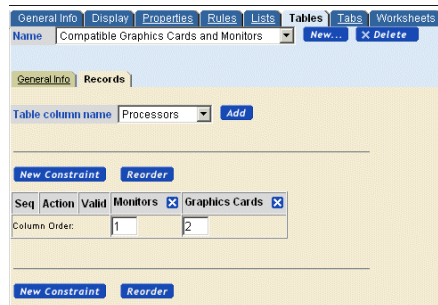 General Info Display Properties Rules Lists Tables Tabs Worksheets
Name Compatible Graphics Cards and Monitors New... X Delete
General Info Records
Table column name Processors Add
New Constraint Reorder
Seq Action Valid Monitors X Graphics Cards X
Column Order: 1 2
New Constraint Reorder